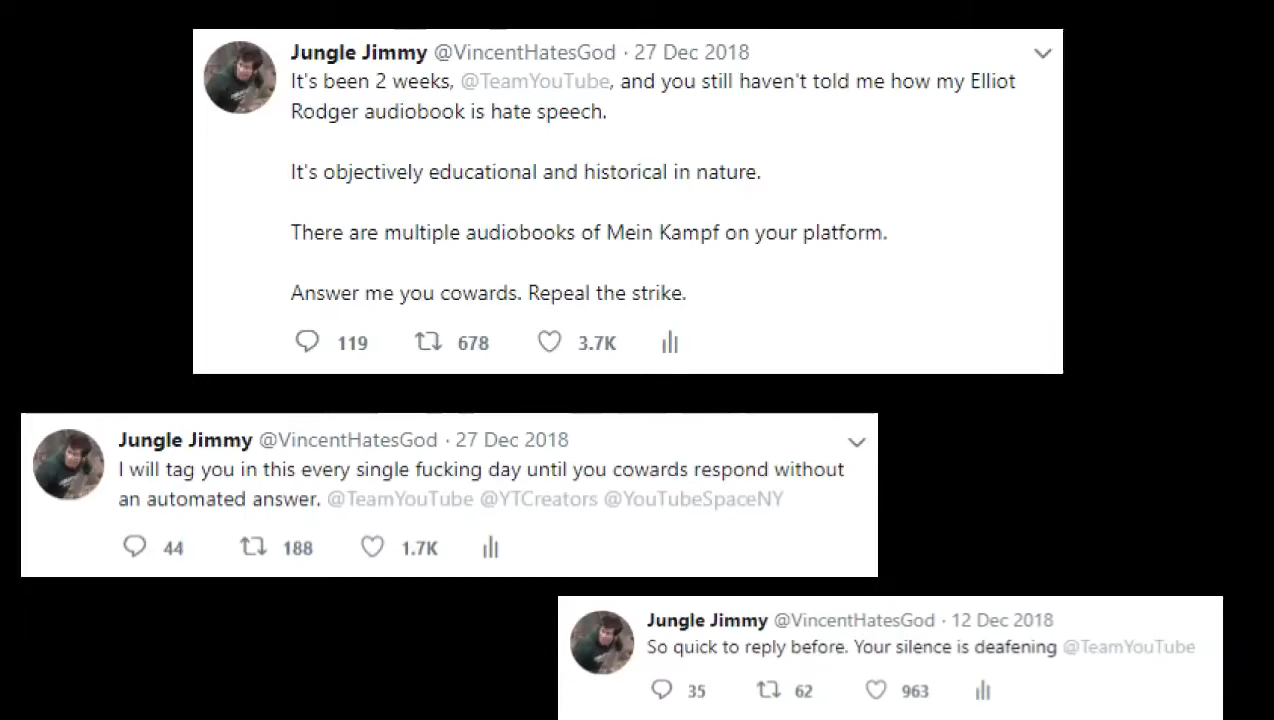 Jungle Jimmy @VincentHatesGod · 27 Dec 2018
It's been 2 weeks, @TeamYouTube, and you still haven't told me how my Elliot
Rodger audiobook is hate speech.
It's objectively educational and historical in nature.
There are multiple audiobooks of Mein Kampf on your platform.
Answer me you cowards. Repeal the strike.
119 678 3.7K
Jungle Jimmy @VincentHatesGod · 27 Dec 2018
I will tag you in this every single fucking day until you cowards respond without
an automated answer. @TeamYouTube @YTCreators @YouTubeSpaceNY
44 188 1.7K
Jungle Jimmy @VincentHatesGod · 12 Dec 2018
So quick to reply before. Your silence is deafening @TeamYouTube
35 62 963